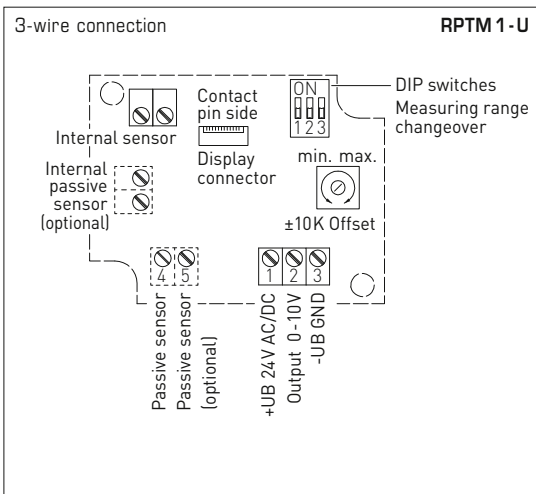 3-wire connection
RPTM 1 - U
ON
1 2 3
DIP switches
Measuring range
changeover
Contact
pin side
Internal sensor
Display
connector
Internal
passive
sensor
(optional)
min. max.
±10K Offset
4 5
1 2 3
Passive sensor
Passive sensor
(optional)
+UB 24V AC/DC
Output 0-10V
-UB GND